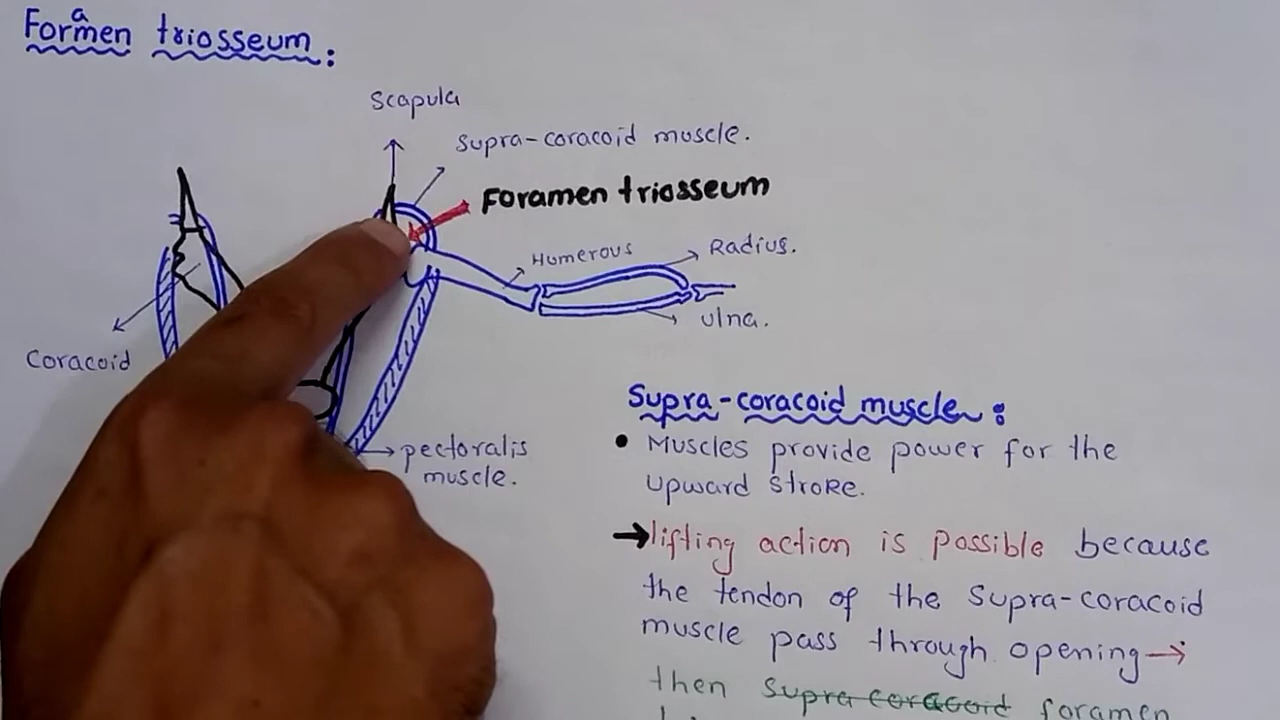 Foramen triosseum :
Scapula
Supra-coracoid muscle.
Foramen triosseum
Humerous
Radius.
Ulna.
Coracoid
pectoralis
muscle.
Supra-coracoid muscle :
• Muscles provide power for the
upward stroke.
→ lifting action is possible because
the tendon of the Supra-coracoid
muscle pass through opening →
then supra coracoid foramen